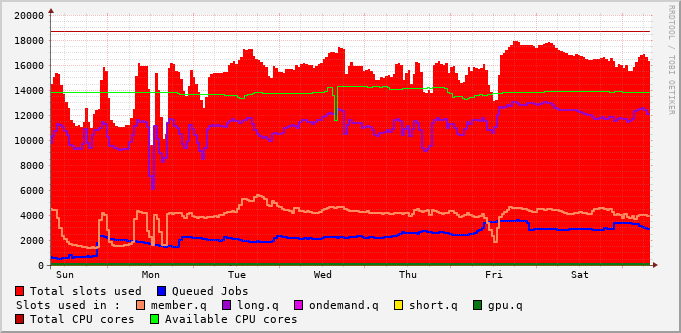 20000
18000
16000
14000
12000
10000
8000
6000
4000
2000
0
Sun Mon Tue Wed Thu Fri Sat
Total slots used Queued Jobs
Slots used in : member.q long.q ondemand.q short.q gpu.q
Total CPU cores Available CPU cores
RRDTOOL / TOBI OETIKER